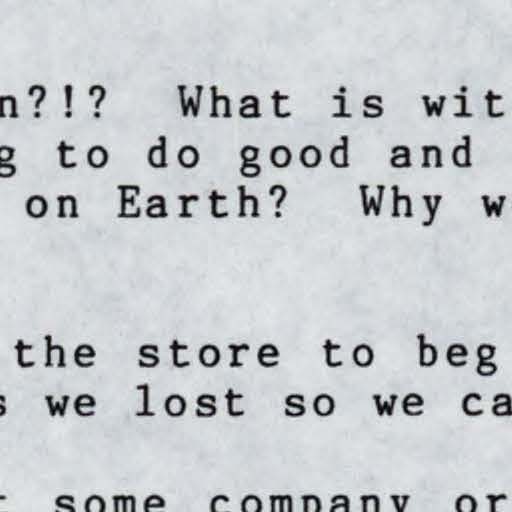 n?!? What is wit
g to do good and
on Earth? Why w
the store to beg
s we lost so we ca
some company or